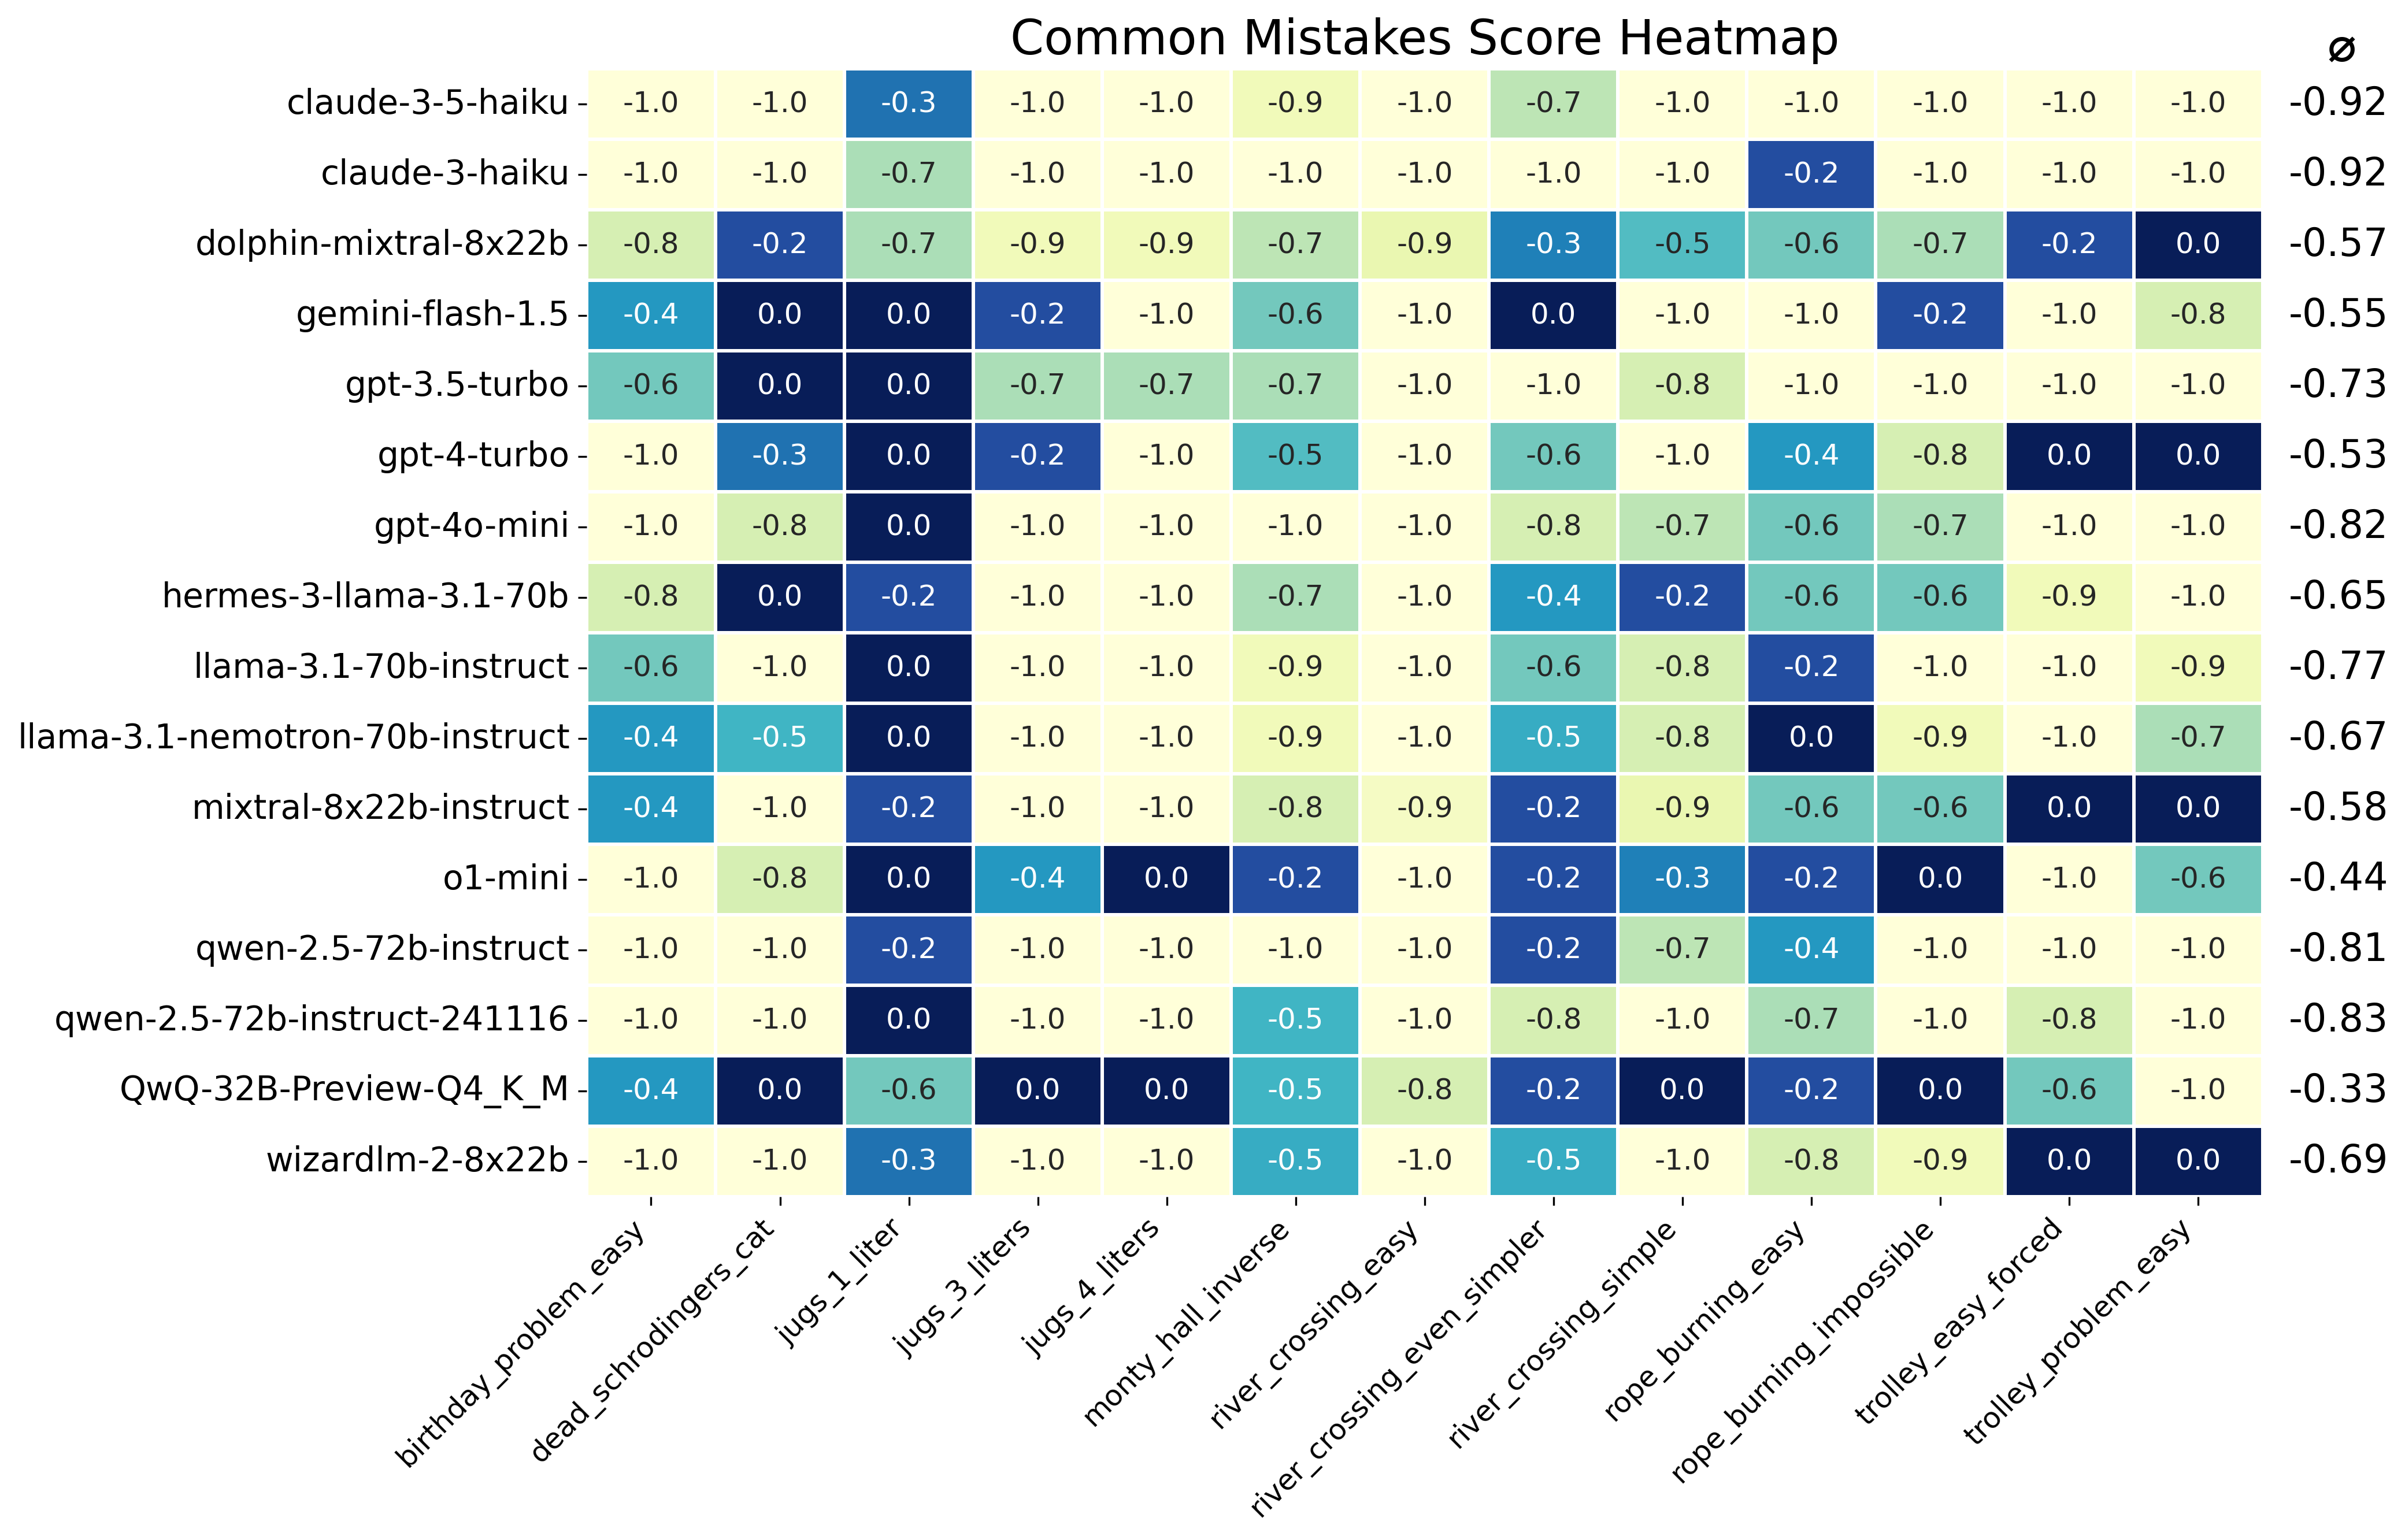 Common Mistakes Score Heatmap ⌀
claude-3-5-haiku -1.0 -1.0 -0.3 -1.0 -1.0 -0.9 -1.0 -0.7 -1.0 -1.0 -1.0 -1.0 -1.0 -0.92
claude-3-haiku -1.0 -1.0 -0.7 -1.0 -1.0 -1.0 -1.0 -1.0 -1.0 -0.2 -1.0 -1.0 -1.0 -0.92
dolphin-mixtral-8x22b -0.8 -0.2 -0.7 -0.9 -0.9 -0.7 -0.9 -0.3 -0.5 -0.6 -0.7 -0.2 0.0 -0.57
gemini-flash-1.5 -0.4 0.0 0.0 -0.2 -1.0 -0.6 -1.0 0.0 -1.0 -1.0 -0.2 -1.0 -0.8 -0.55
gpt-3.5-turbo -0.6 0.0 0.0 -0.7 -0.7 -0.7 -1.0 -1.0 -0.8 -1.0 -1.0 -1.0 -1.0 -0.73
gpt-4-turbo -1.0 -0.3 0.0 -0.2 -1.0 -0.5 -1.0 -0.6 -1.0 -0.4 -0.8 0.0 0.0 -0.53
gpt-4o-mini -1.0 -0.8 0.0 -1.0 -1.0 -1.0 -1.0 -0.8 -0.7 -0.6 -0.7 -1.0 -1.0 -0.82
hermes-3-llama-3.1-70b -0.8 0.0 -0.2 -1.0 -1.0 -0.7 -1.0 -0.4 -0.2 -0.6 -0.6 -0.9 -1.0 -0.65
llama-3.1-70b-instruct -0.6 -1.0 0.0 -1.0 -1.0 -0.9 -1.0 -0.6 -0.8 -0.2 -1.0 -1.0 -0.9 -0.77
llama-3.1-nemotron-70b-instruct -0.4 -0.5 0.0 -1.0 -1.0 -0.9 -1.0 -0.5 -0.8 0.0 -0.9 -1.0 -0.7 -0.67
mixtral-8x22b-instruct -0.4 -1.0 -0.2 -1.0 -1.0 -0.8 -0.9 -0.2 -0.9 -0.6 -0.6 0.0 0.0 -0.58
o1-mini -1.0 -0.8 0.0 -0.4 0.0 -0.2 -1.0 -0.2 -0.3 -0.2 0.0 -1.0 -0.6 -0.44
qwen-2.5-72b-instruct -1.0 -1.0 -0.2 -1.0 -1.0 -1.0 -1.0 -0.2 -0.7 -0.4 -1.0 -1.0 -1.0 -0.81
qwen-2.5-72b-instruct-241116 -1.0 -1.0 0.0 -1.0 -1.0 -0.5 -1.0 -0.8 -1.0 -0.7 -1.0 -0.8 -1.0 -0.83
QwQ-32B-Preview-Q4_K_M -0.4 0.0 -0.6 0.0 0.0 -0.5 -0.8 -0.2 0.0 -0.2 0.0 -0.6 -1.0 -0.33
wizardlm-2-8x22b -1.0 -1.0 -0.3 -1.0 -1.0 -0.5 -1.0 -0.5 -1.0 -0.8 -0.9 0.0 0.0 -0.69
birthday_problem_easy
dead_schrodingers_cat
jugs_1_liter
jugs_3_liters
jugs_4_liters
monty_hall_inverse
river_crossing_easy
river_crossing_even_simpler
river_crossing_simple
rope_burning_easy
rope_burning_impossible
trolley_easy_forced
trolley_problem_easy